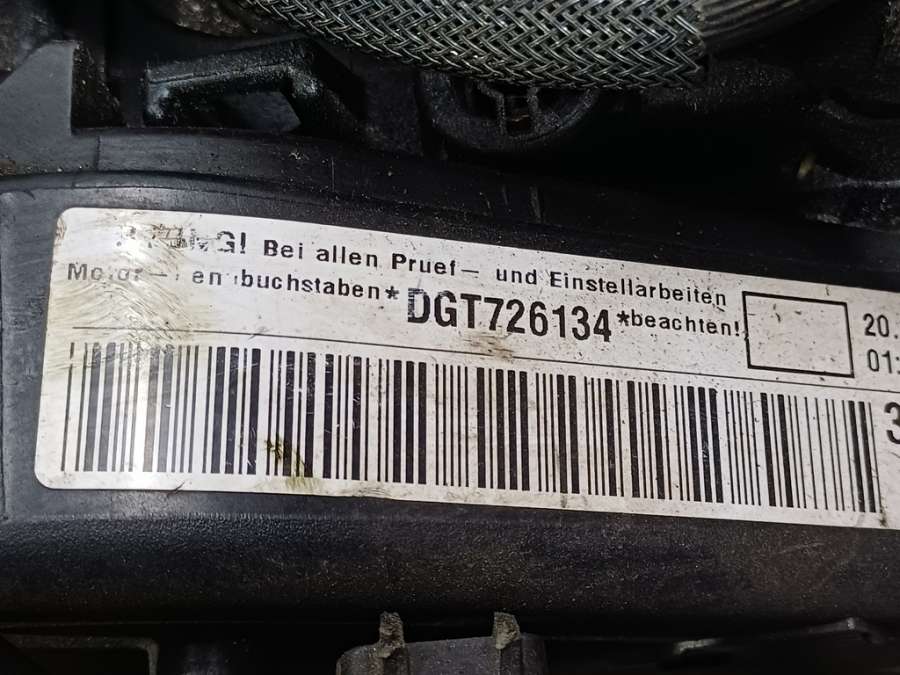 Bei allen Pruef- und Einstellarbeiten
buchstaben*DGT726134*beachten!
20.
01:
3